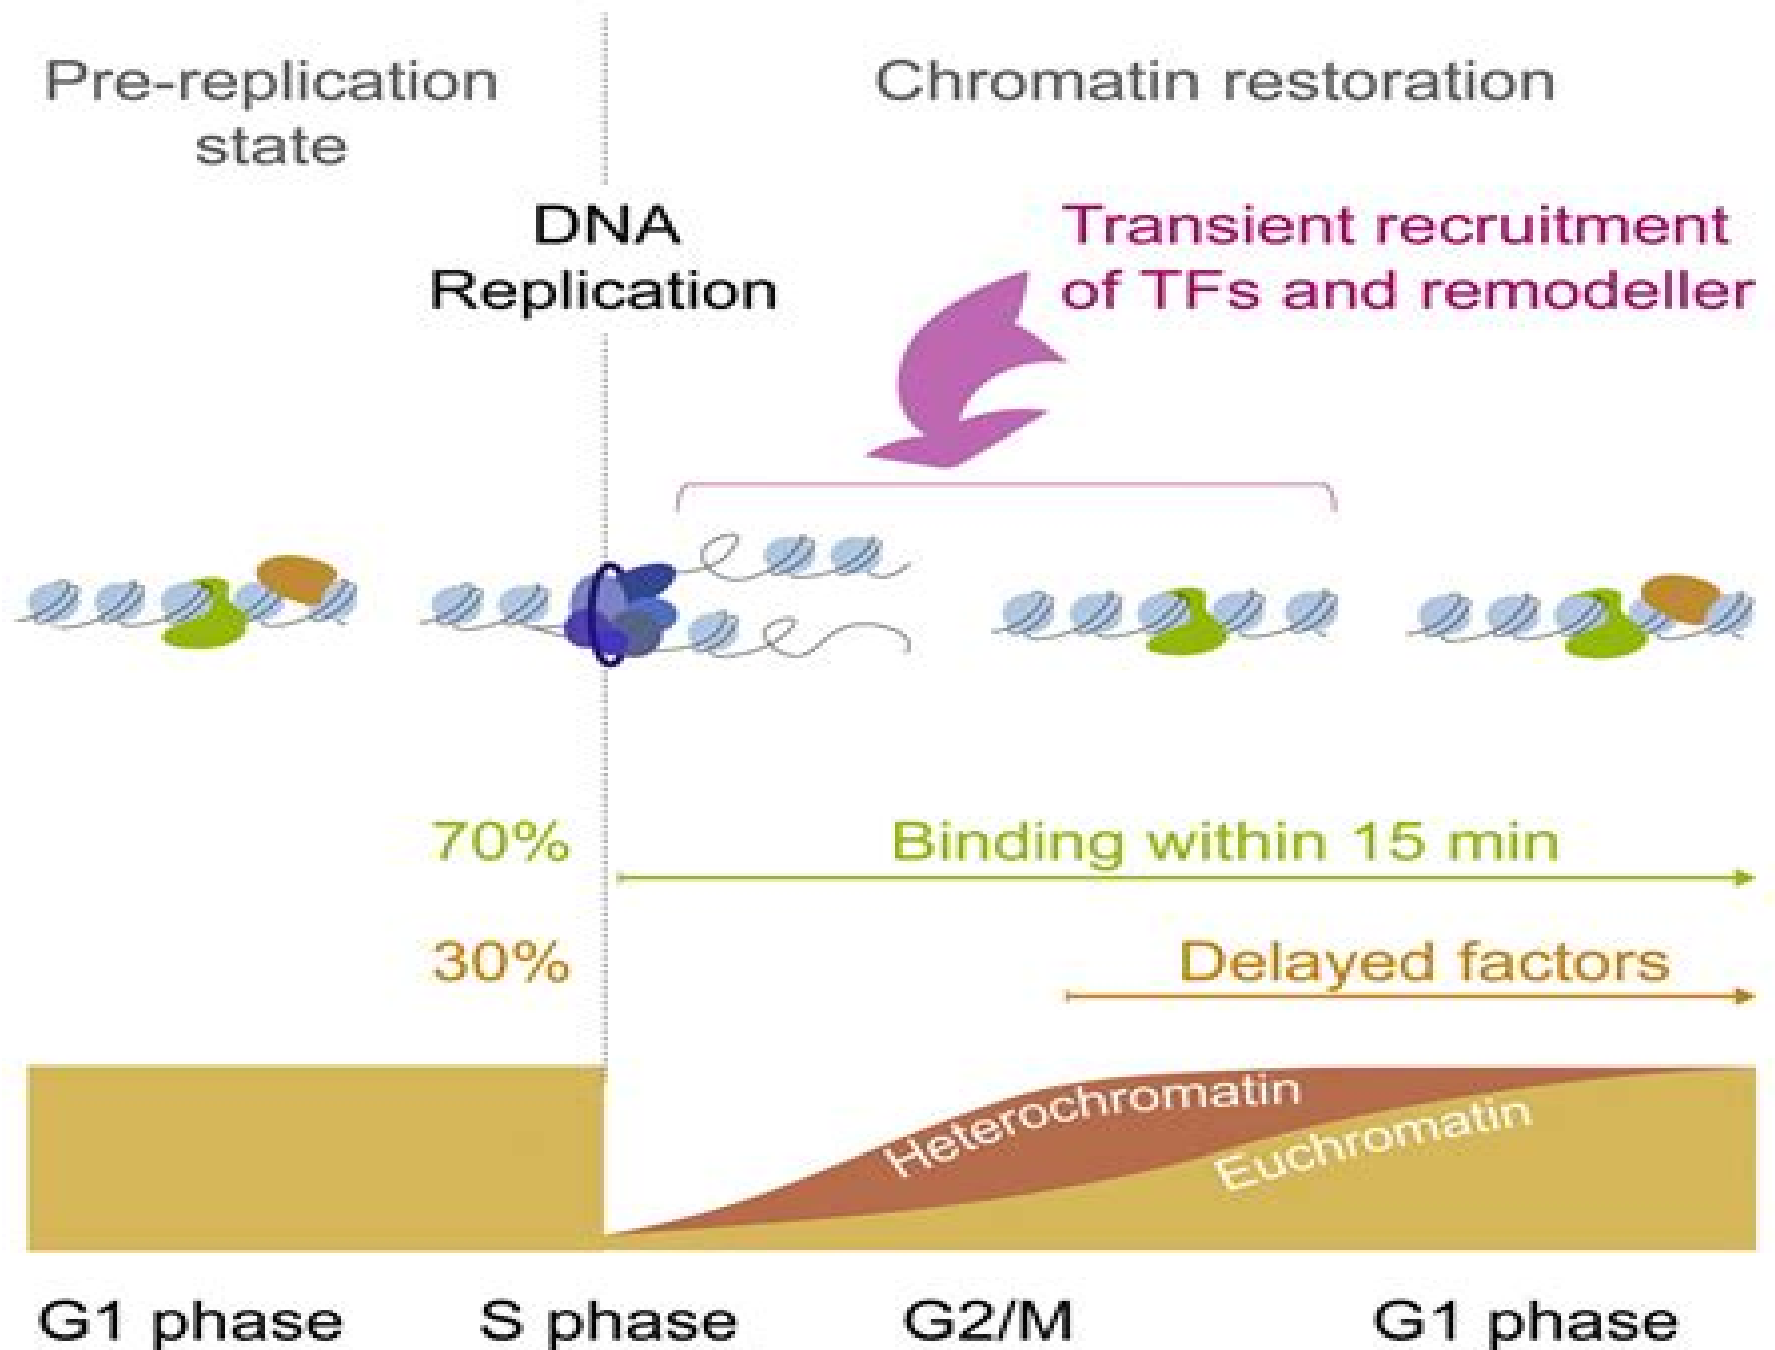 Pre-replication
state
Chromatin restoration
DNA
Replication
Transient recruitment
of TFs and remodeller
70%
Binding within 15 min
30%
Delayed factors
Heterochromatin
Euchromatin
G1 phase
S phase
G2/M
G1 phase